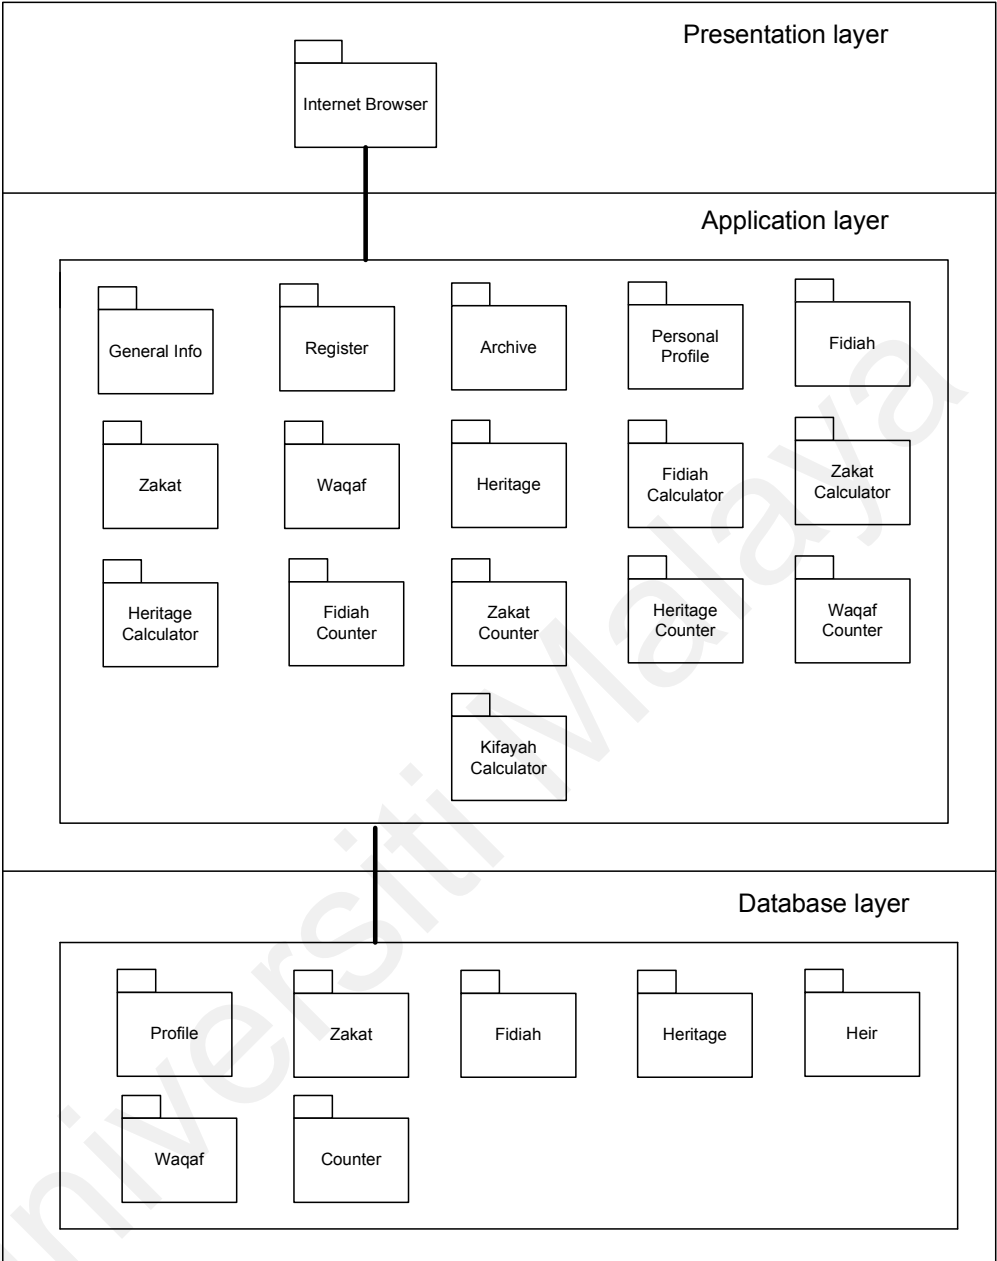 Presentation layer
Internet Browser
Application layer
General Info
Register
Archive
Personal
Profile
Fidiah
Zakat
Waqaf
Heritage
Fidiah
Calculator
Zakat
Calculator
Heritage
Calculator
Fidiah
Counter
Zakat
Counter
Heritage
Counter
Waqaf
Counter
Kifayah
Calculator
Database layer
Profile
Zakat
Fidiah
Heritage
Heir
Waqaf
Counter
niversiti Malaya